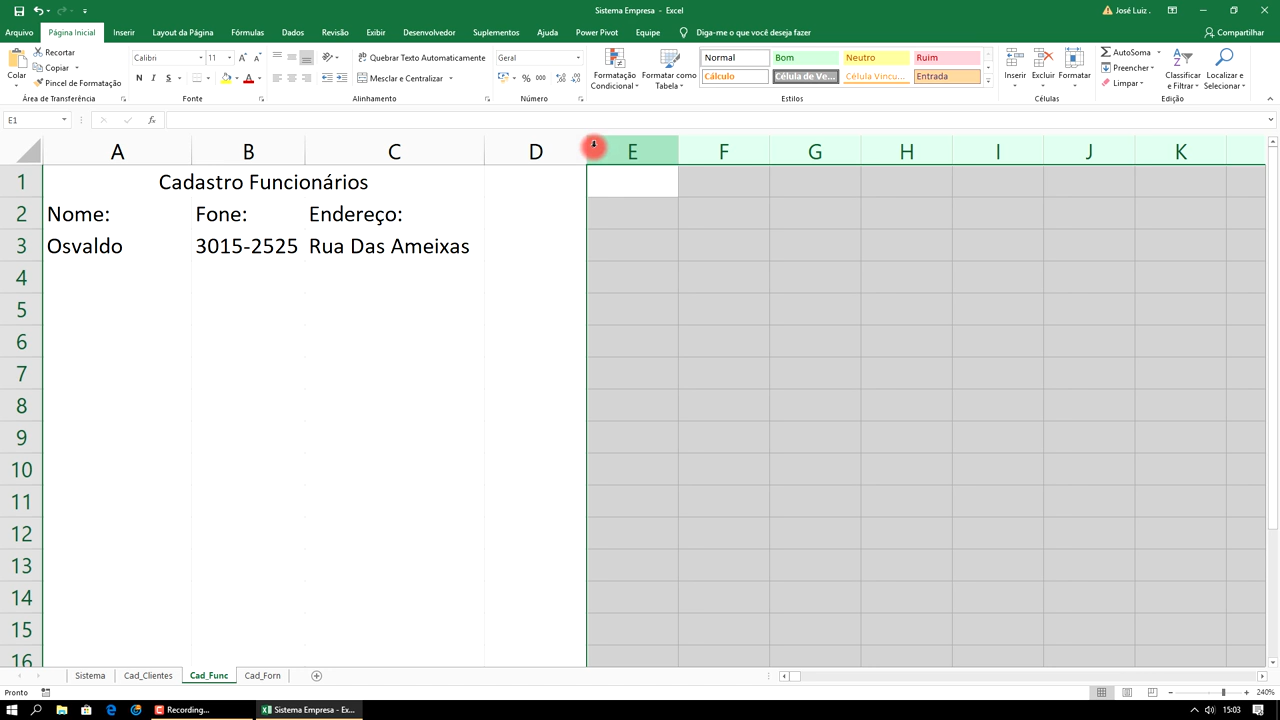 Sistema Empresa - Excel
José Luiz .
Arquivo Página Inicial Inserir Layout da Página Fórmulas Dados Revisão Exibir Desenvolvedor Suplementos Ajuda Power Pivot Equipe Diga-me o que você deseja fazer Compartilhar
Colar
Recortar
Copiar
Pincel de Formatação
Área de Transferência
Calibri 11
N I S
Fonte
Quebrar Texto Automaticamente
Mesclar e Centralizar
Alinhamento
Geral
% 000
Número
Formatação Condicional
Formatar como Tabela
Normal Bom Neutro Ruim
Cálculo Célula de Ve... Célula Vincu... Entrada
Estilos
Inserir Excluir Formatar
Células
AutoSoma
Preencher
Limpar
Classificar e Filtrar
Localizar e Selecionar
Edição
E1 fx
A B C D E F G H I J K
1 Cadastro Funcionários
2 Nome: Fone: Endereço:
3 Osvaldo 3015-2525 Rua Das Ameixas
4
5
6
7
8
9
10
11
12
13
14
15
16
Sistema Cad_Clientes Cad_Func Cad_Forn
Pronto 240%
Recording... Sistema Empresa - Exc... 15:03